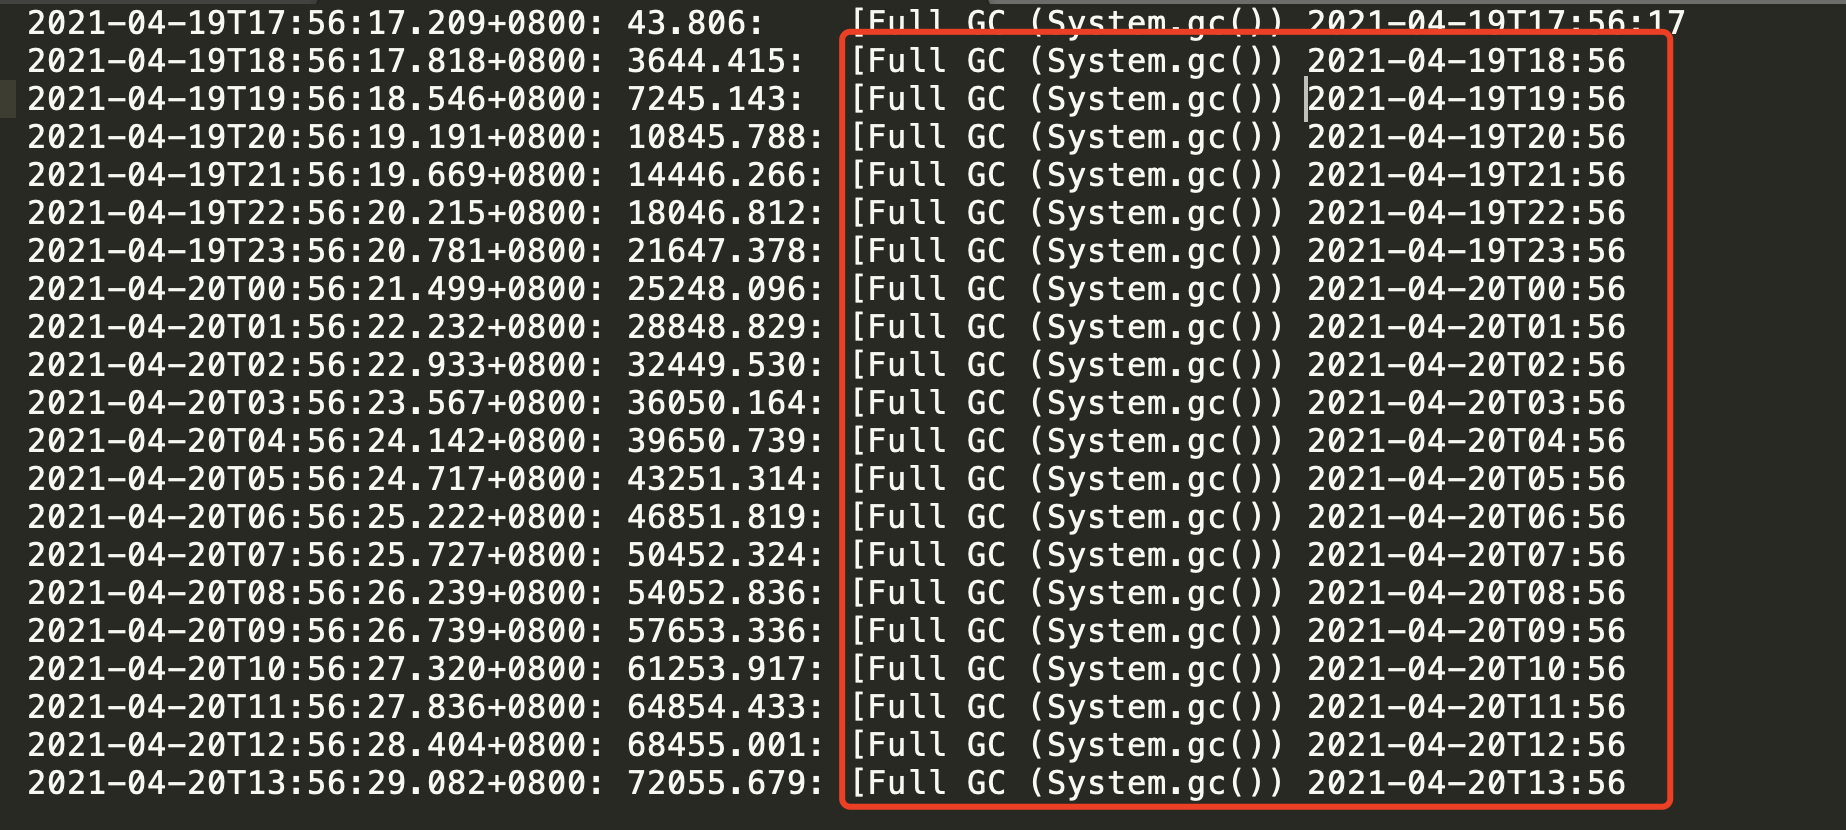 2021-04-19T17:56:17.209+0800: 43.806: [Full GC (System.gc()) 2021-04-19T17:56:17
2021-04-19T18:56:17.818+0800: 3644.415: [Full GC (System.gc()) 2021-04-19T18:56
2021-04-19T19:56:18.546+0800: 7245.143: [Full GC (System.gc()) 2021-04-19T19:56
2021-04-19T20:56:19.191+0800: 10845.788: [Full GC (System.gc()) 2021-04-19T20:56
2021-04-19T21:56:19.669+0800: 14446.266: [Full GC (System.gc()) 2021-04-19T21:56
2021-04-19T22:56:20.215+0800: 18046.812: [Full GC (System.gc()) 2021-04-19T22:56
2021-04-19T23:56:20.781+0800: 21647.378: [Full GC (System.gc()) 2021-04-19T23:56
2021-04-20T00:56:21.499+0800: 25248.096: [Full GC (System.gc()) 2021-04-20T00:56
2021-04-20T01:56:22.232+0800: 28848.829: [Full GC (System.gc()) 2021-04-20T01:56
2021-04-20T02:56:22.933+0800: 32449.530: [Full GC (System.gc()) 2021-04-20T02:56
2021-04-20T03:56:23.567+0800: 36050.164: [Full GC (System.gc()) 2021-04-20T03:56
2021-04-20T04:56:24.142+0800: 39650.739: [Full GC (System.gc()) 2021-04-20T04:56
2021-04-20T05:56:24.717+0800: 43251.314: [Full GC (System.gc()) 2021-04-20T05:56
2021-04-20T06:56:25.222+0800: 46851.819: [Full GC (System.gc()) 2021-04-20T06:56
2021-04-20T07:56:25.727+0800: 50452.324: [Full GC (System.gc()) 2021-04-20T07:56
2021-04-20T08:56:26.239+0800: 54052.836: [Full GC (System.gc()) 2021-04-20T08:56
2021-04-20T09:56:26.739+0800: 57653.336: [Full GC (System.gc()) 2021-04-20T09:56
2021-04-20T10:56:27.320+0800: 61253.917: [Full GC (System.gc()) 2021-04-20T10:56
2021-04-20T11:56:27.836+0800: 64854.433: [Full GC (System.gc()) 2021-04-20T11:56
2021-04-20T12:56:28.404+0800: 68455.001: [Full GC (System.gc()) 2021-04-20T12:56
2021-04-20T13:56:29.082+0800: 72055.679: [Full GC (System.gc()) 2021-04-20T13:56